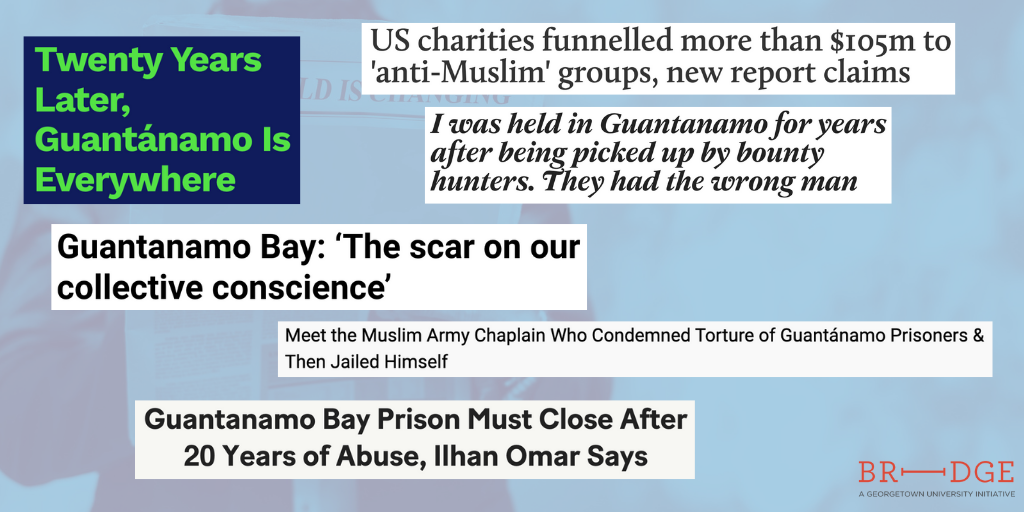 Twenty Years
Later,
Guantánamo Is
Everywhere
US charities funnelled more than $105m to
'anti-Muslim' groups, new report claims
LD IS CHANGING
I was held in Guantanamo for years
after being picked up by bounty
hunters. They had the wrong man
Guantanamo Bay: ‘The scar on our
collective conscience’
Meet the Muslim Army Chaplain Who Condemned Torture of Guantánamo Prisoners &
Then Jailed Himself
Guantanamo Bay Prison Must Close After
20 Years of Abuse, Ilhan Omar Says
BRIDGE
A GEORGETOWN UNIVERSITY INITIATIVE